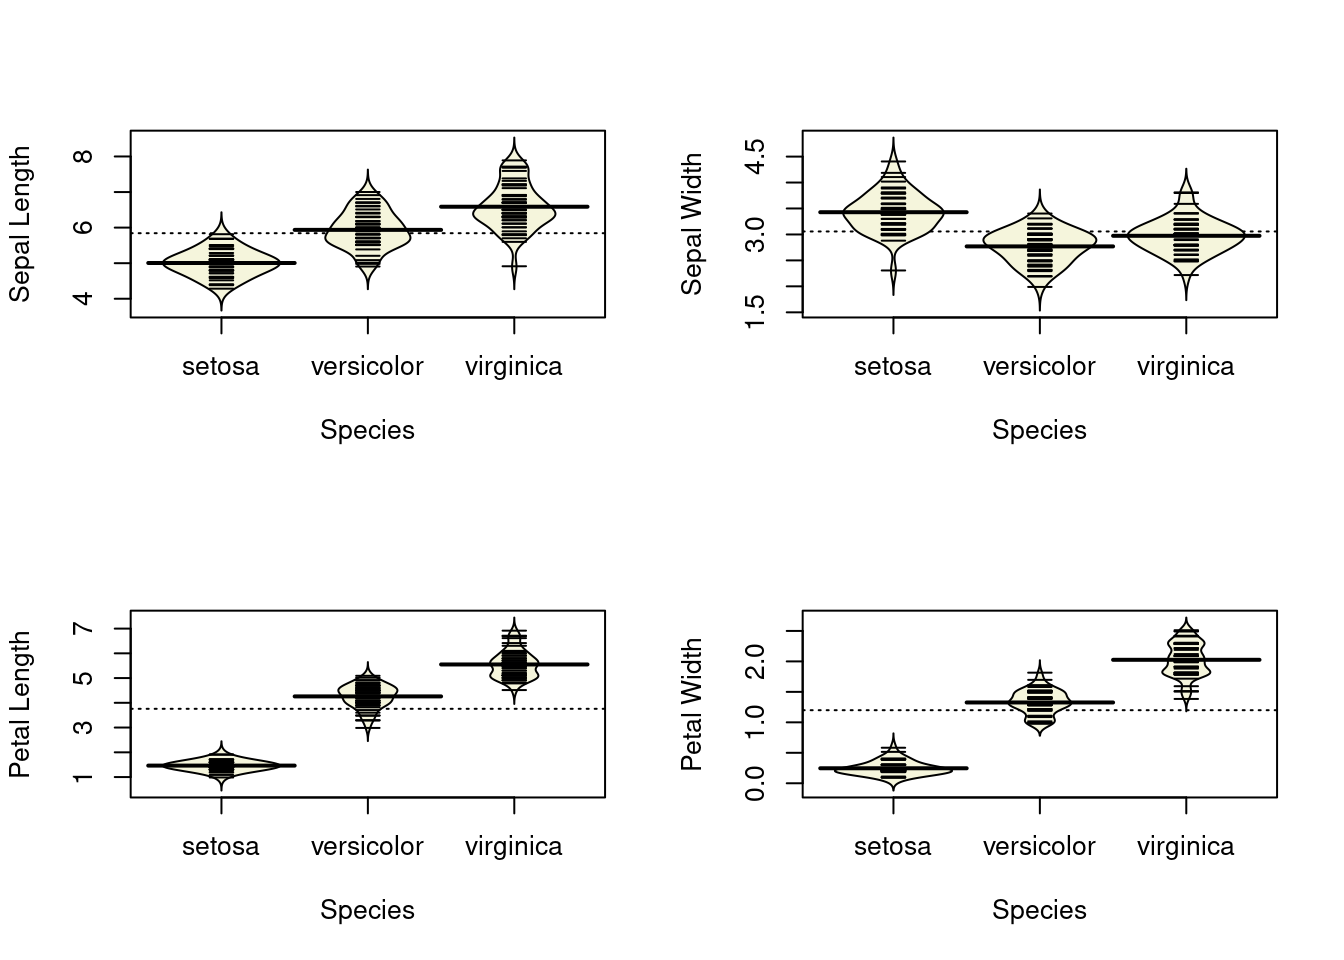 Sepal Length
8
6
4
setosa versicolor virginica
Species
Sepal Width
4.5
3.0
1.5
setosa versicolor virginica
Species
Petal Length
7
5
3
1
setosa versicolor virginica
Species
Petal Width
2.0
1.0
0.0
setosa versicolor virginica
Species